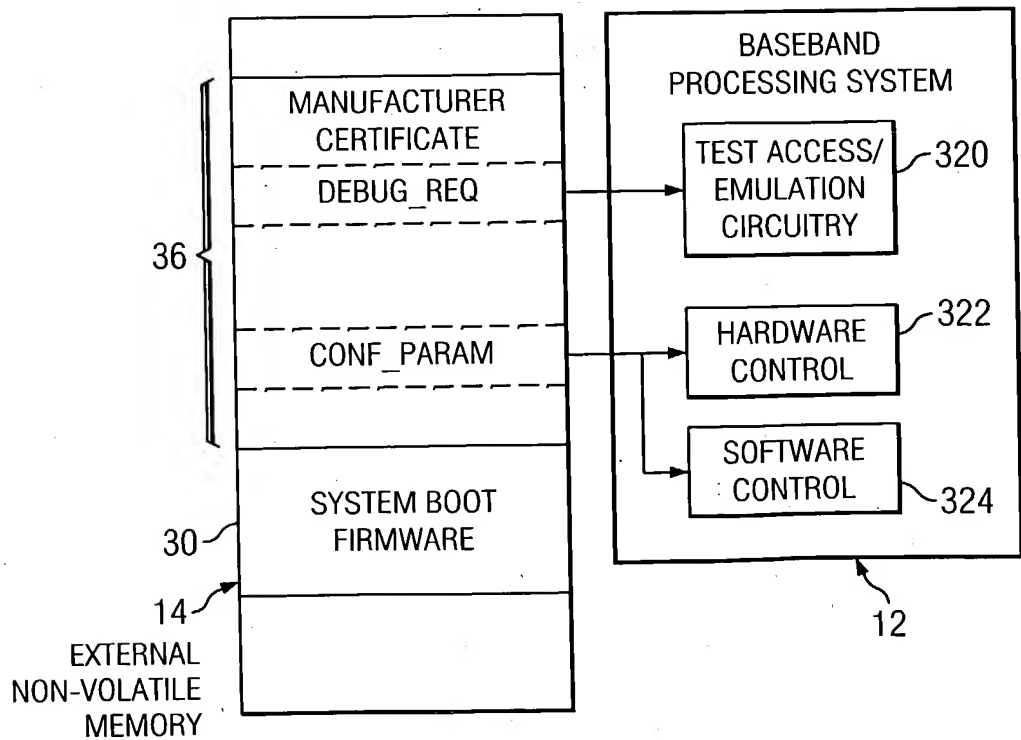 BASEBAND
PROCESSING SYSTEM
MANUFACTURER
CERTIFICATE
DEBUG_REQ
TEST ACCESS/
EMULATION
CIRCUITRY
320
36
CONF_PARAM
HARDWARE
CONTROL
322
SOFTWARE
CONTROL
324
SYSTEM BOOT
FIRMWARE
30
14
12
EXTERNAL
NON-VOLATILE
MEMORY